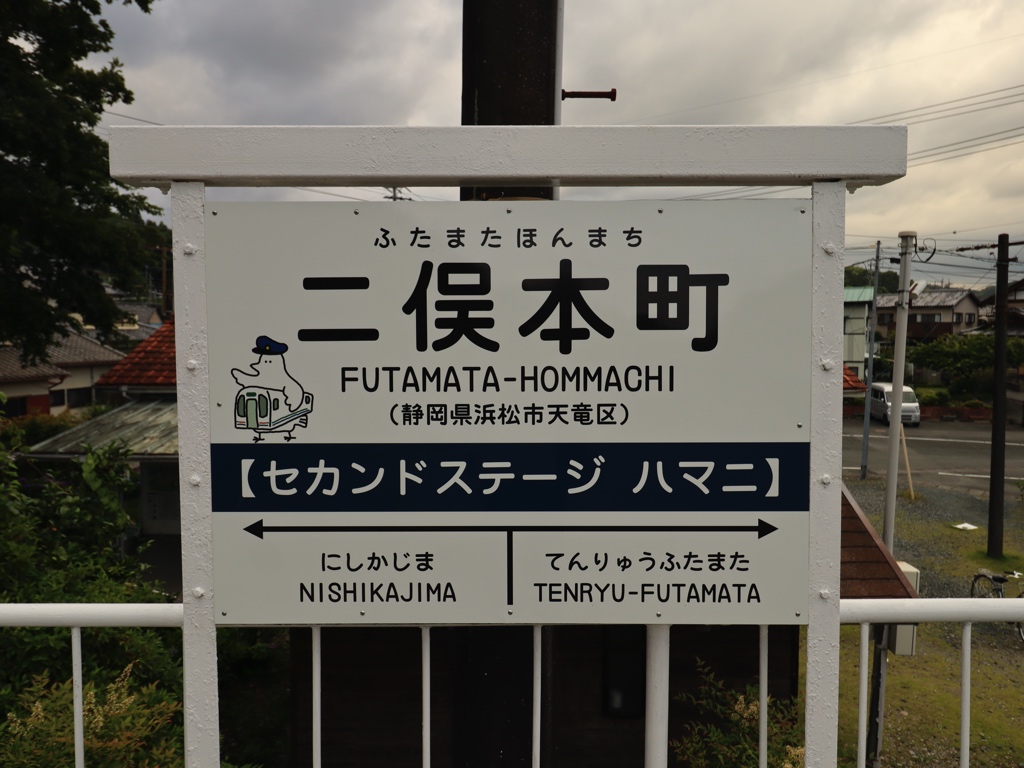 ふたまたほんまち
二俣本町
FUTAMATA-HOMMACHI
（静岡県浜松市天竜区）
【セカンドステージ ハマニ】
にしかじま
NISHIKAJIMA
てんりゅうふたまた
TENRYU-FUTAMATA